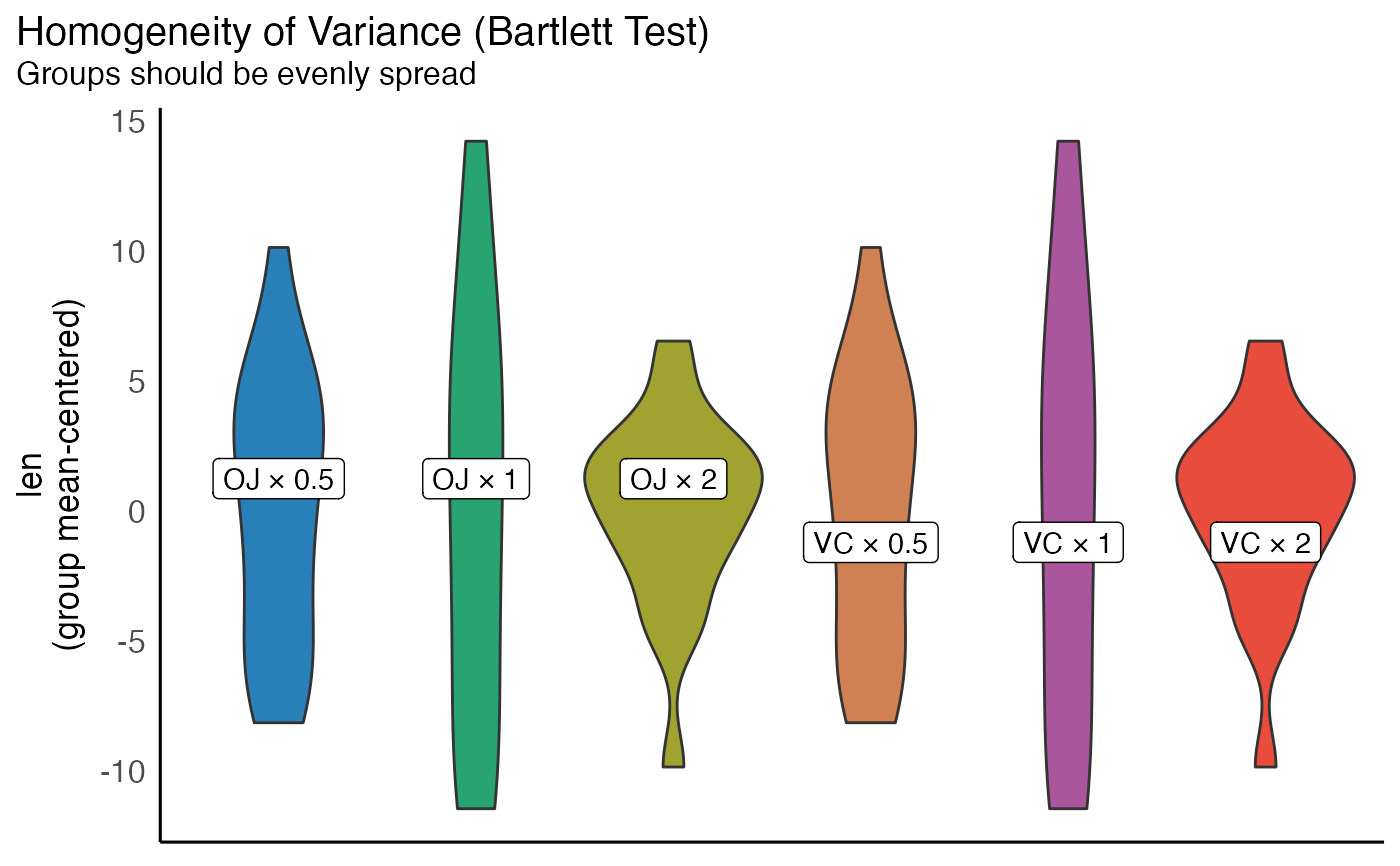 Homogeneity of Variance (Bartlett Test)
Groups should be evenly spread
15
10
5
0
-5
-10
len
(group mean-centered)
OJ × 0.5
OJ × 1
OJ × 2
VC × 0.5
VC × 1
VC × 2